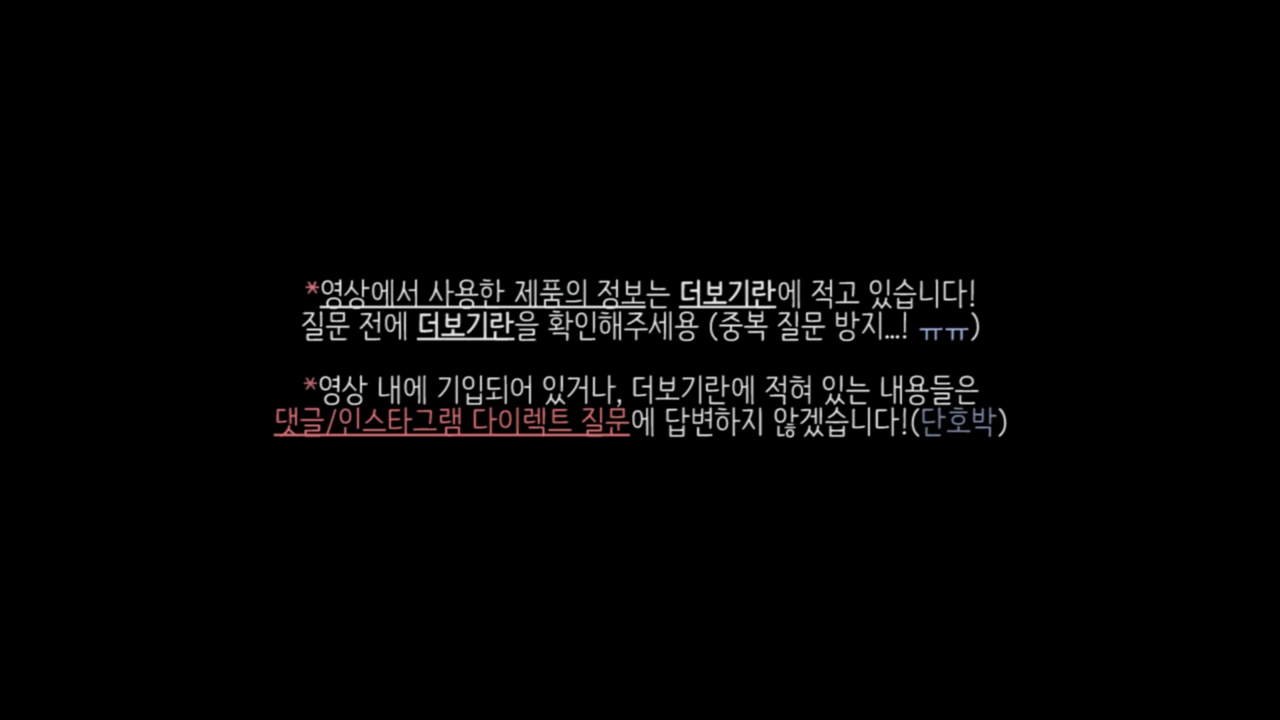 *영상에서 사용한 제품의 정보는 더보기란에 적고 있습니다!
질문 전에 더보기란을 확인해주세용 (중복 질문 방지...! ㅠㅠ)
*영상 내에 기입되어 있거나, 더보기란에 적혀 있는 내용들은
댓글/인스타그램 다이렉트 질문에 답변하지 않겠습니다!(단호박)